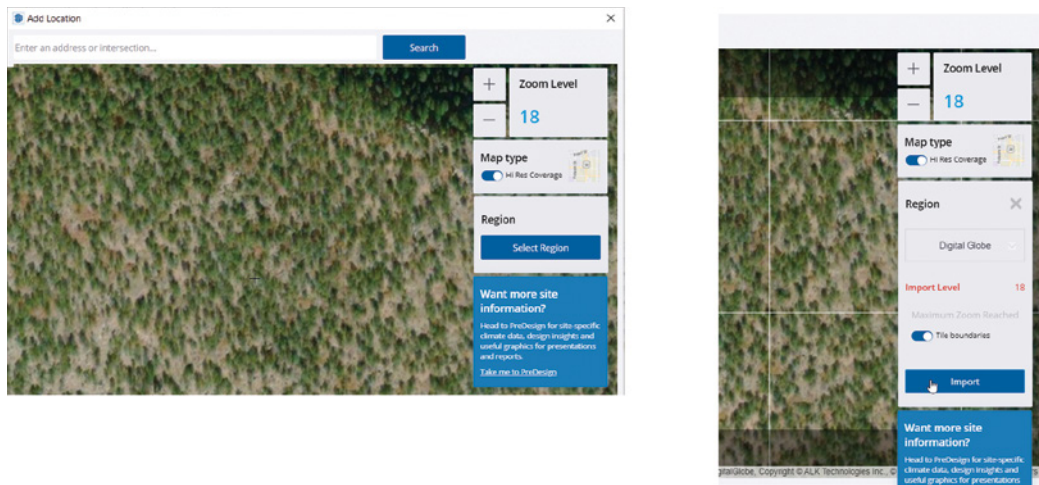 Add Location
Enter an address or intersection...
Search
+
Zoom Level
—
18
Map type
Hi Res Coverage
Region
Select Region
Want more site
information?
Head to PreDesign for site-specific
climate data, design insights and
useful graphics for presentations
and reports.
Take me to PreDesign
+
Zoom Level
—
18
Map type
Hi Res Coverage
Region
Digital Globe
Import Level 18
Maximum Zoom Reached
Tile boundaries
Import
Want more site
information?
Head to PreDesign for site-specific
climate data, design insights and
useful graphics for presentations
Copyright © ALK Technologies Inc., ©